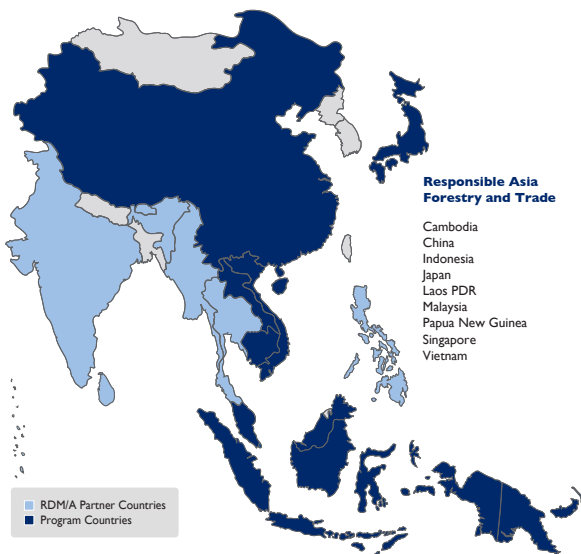 Responsible Asia
Forestry and Trade
Cambodia
China
Indonesia
Japan
Laos PDR
Malaysia
Papua New Guinea
Singapore
Vietnam
RDM/A Partner Countries
Program Countries